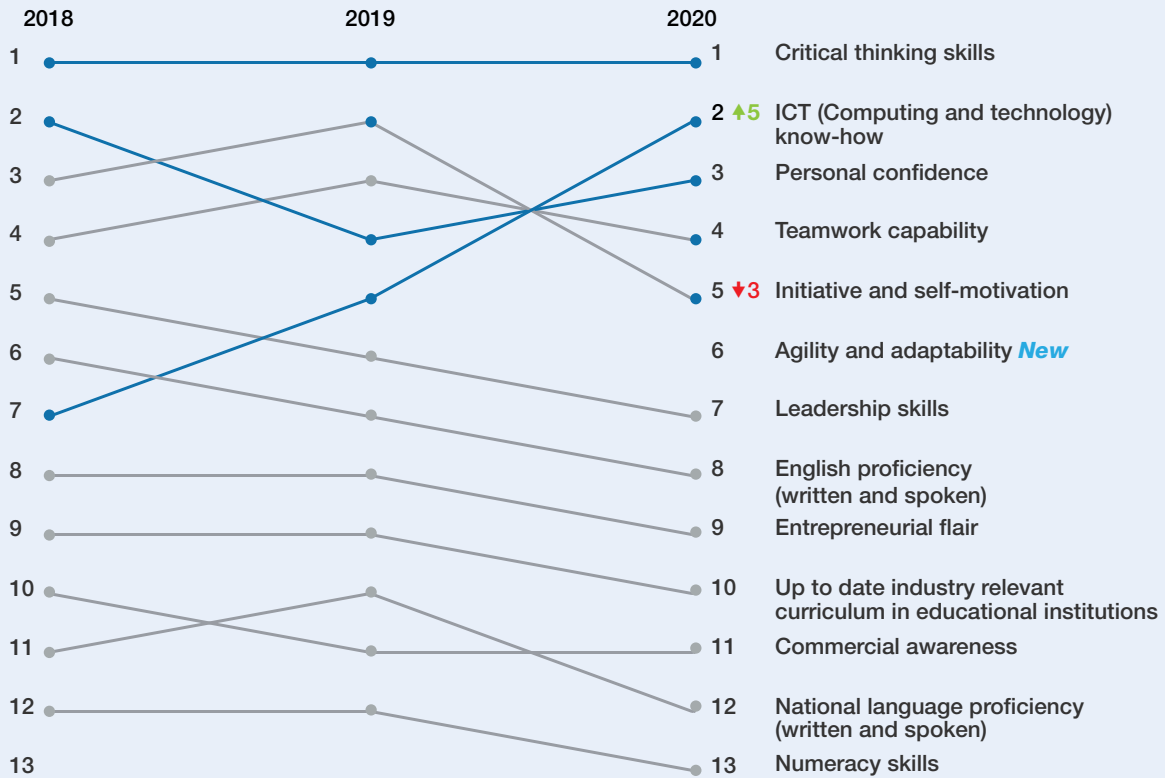 2018 2019 2020
1 1 Critical thinking skills
2 2 5 ICT (Computing and technology)
know-how
3 3 Personal confidence
4 4 Teamwork capability
5 5 3 Initiative and self-motivation
6 6 Agility and adaptability New
7 7 Leadership skills
8 8 English proficiency
(written and spoken)
9 9 Entrepreneurial flair
10 10 Up to date industry relevant
curriculum in educational institutions
11 11 Commercial awareness
12 12 National language proficiency
(written and spoken)
13 13 Numeracy skills